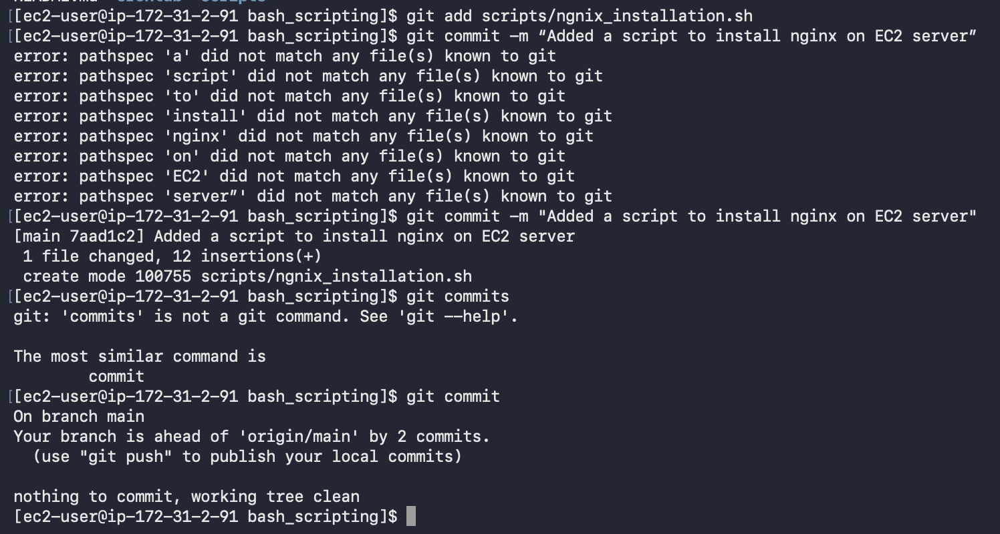 [[ec2-user@ip-172-31-2-91 bash_scripting]$ git add scripts/ngnix_installation.sh
[[ec2-user@ip-172-31-2-91 bash_scripting]$ git commit -m “Added a script to install nginx on EC2 server”
error: pathspec 'a' did not match any file(s) known to git
error: pathspec 'script' did not match any file(s) known to git
error: pathspec 'to' did not match any file(s) known to git
error: pathspec 'install' did not match any file(s) known to git
error: pathspec 'nginx' did not match any file(s) known to git
error: pathspec 'on' did not match any file(s) known to git
error: pathspec 'EC2' did not match any file(s) known to git
error: pathspec 'server”' did not match any file(s) known to git
[[ec2-user@ip-172-31-2-91 bash_scripting]$ git commit -m "Added a script to install nginx on EC2 server"
[main 7aad1c2] Added a script to install nginx on EC2 server
 1 file changed, 12 insertions(+)
 create mode 100755 scripts/ngnix_installation.sh
[[ec2-user@ip-172-31-2-91 bash_scripting]$ git commits
git: 'commits' is not a git command. See 'git --help'.

The most similar command is
        commit
[[ec2-user@ip-172-31-2-91 bash_scripting]$ git commit
On branch main
Your branch is ahead of 'origin/main' by 2 commits.
  (use "git push" to publish your local commits)

nothing to commit, working tree clean
[ec2-user@ip-172-31-2-91 bash_scripting]$